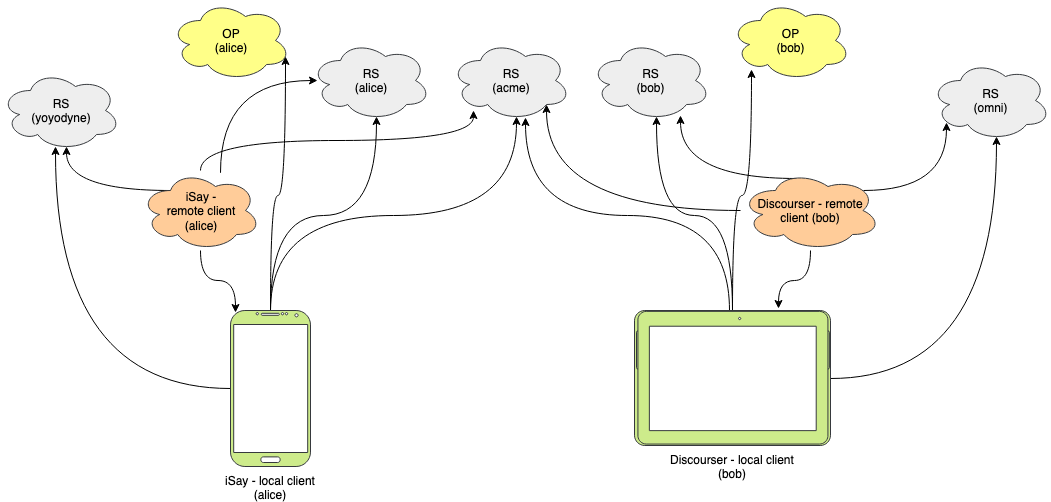 OP
(alice)
OP
(bob)
RS
(yoyodyne)
RS
(alice)
RS
(acme)
RS
(bob)
RS
(omni)
iSay -
remote client
(alice)
Discourser - remote
client (bob)
iSay - local client
(alice)
Discourser - local client
(bob)